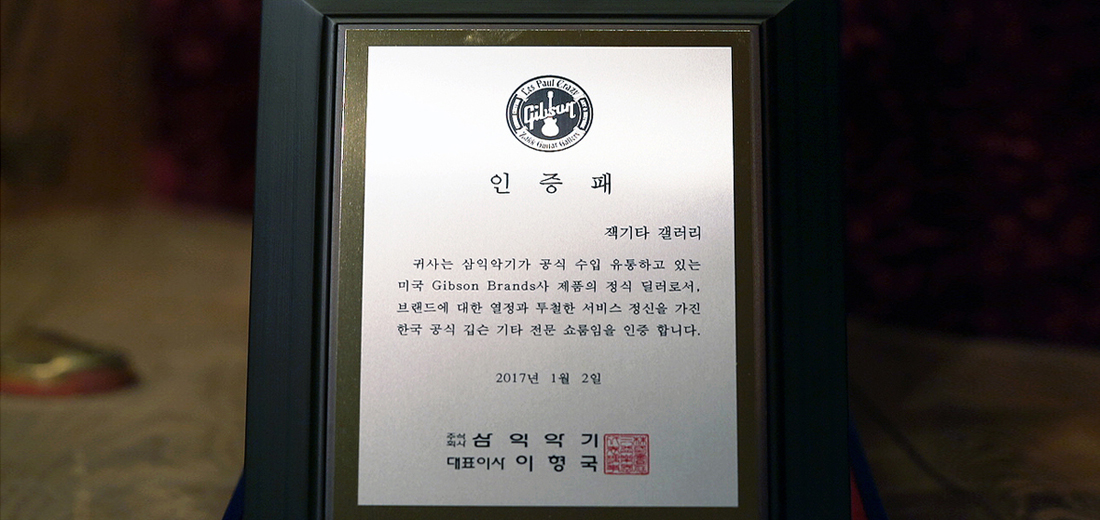 Les Paul Craze
Gibson
Zack Guitar Gallery
인 증 패
잭기타 갤러리
귀사는 삼익악기가 공식 수입 유통하고 있는
미국 Gibson Brands사 제품의 정식 딜러로서,
브랜드에 대한 열정과 투철한 서비스 정신을 가진
한국 공식 깁슨 기타 전문 쇼룸임을 인증 합니다.
2017년 1월 2일
주식회사 삼 익 악 기
대표이사 이 형 국